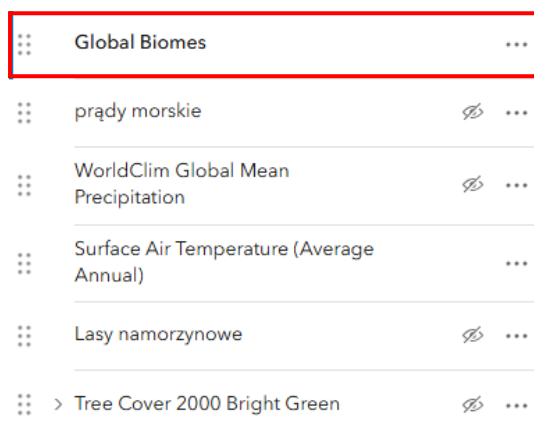 Global Biomes
prądy morskie
WorldClim Global Mean
Precipitation
Surface Air Temperature (Average
Annual)
Lasy namorzynowe
Tree Cover 2000 Bright Green